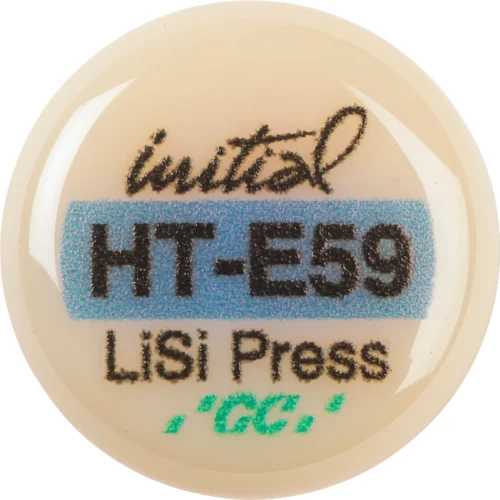 initial
HT-E59
LiSi Press
GC